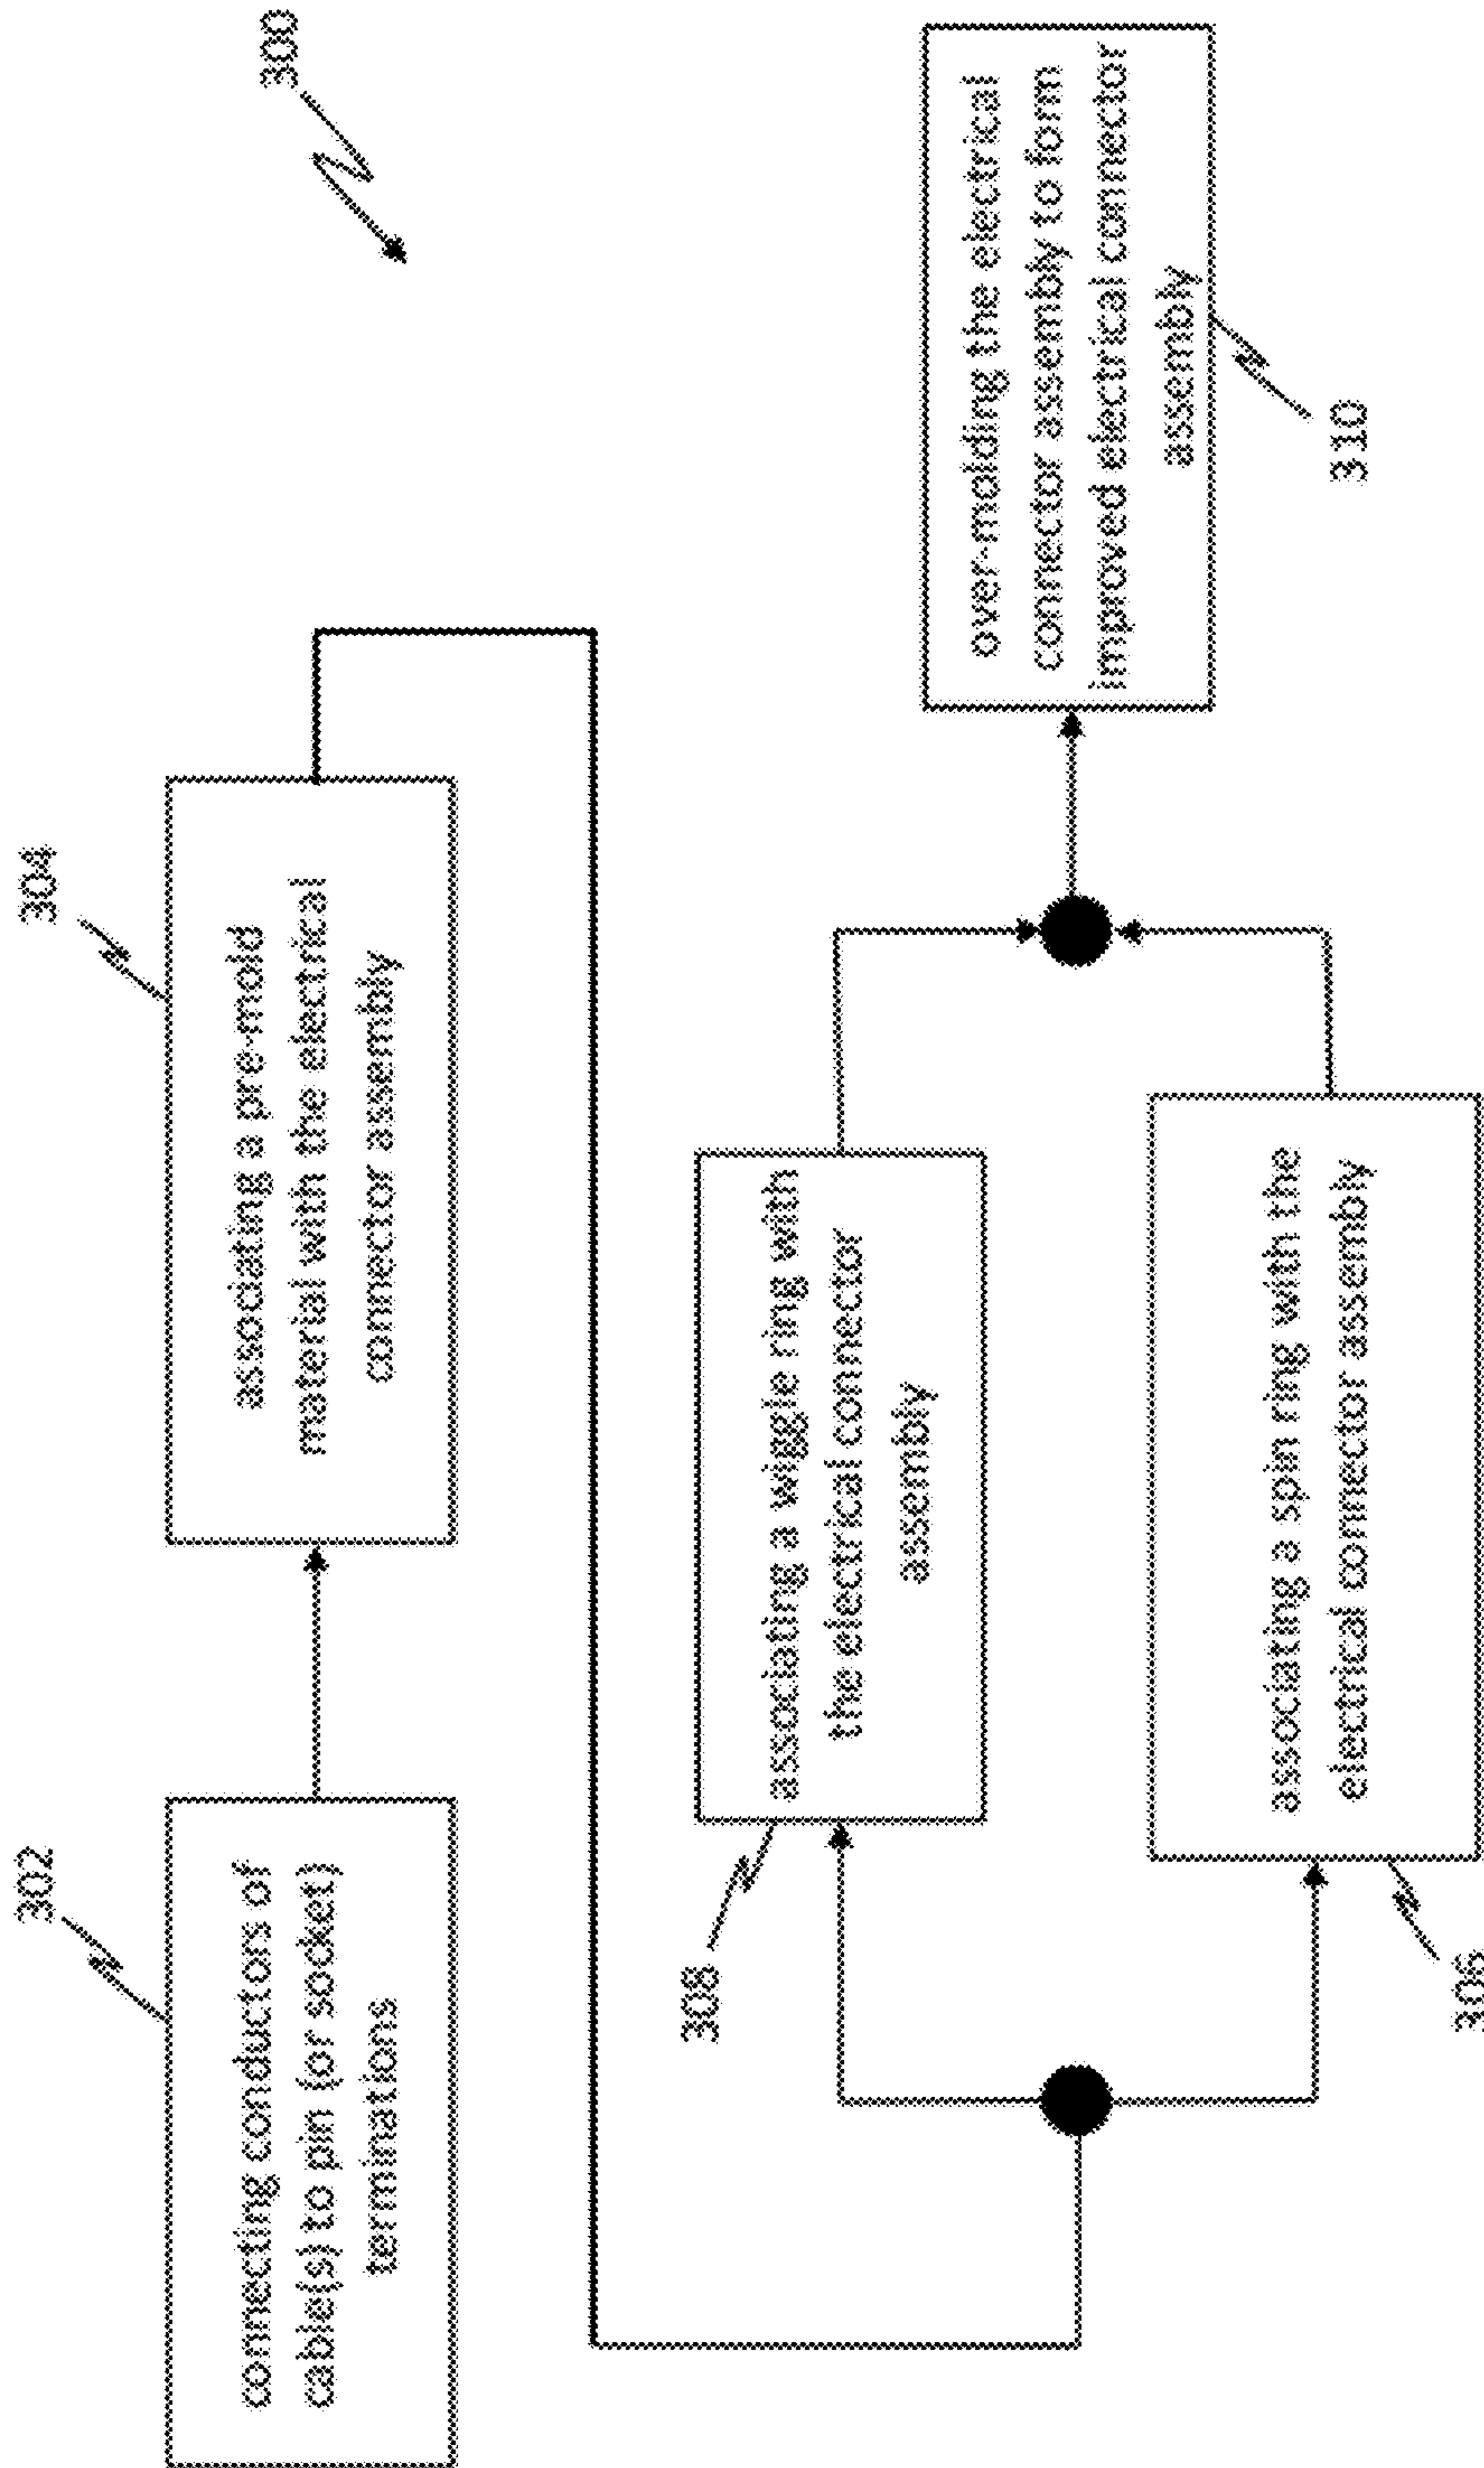 300
302
connecting conductors of
cable(s) to pin (or socket)
terminations
304
associating a pre-mold
material with the electrical
connector assembly
308
associating a wiggle ring with
the electrical connector
assembly
306
associating a spin ring with the
electrical connector assembly
over-molding the electrical
connector assembly to form
improved electrical connector
assembly
310